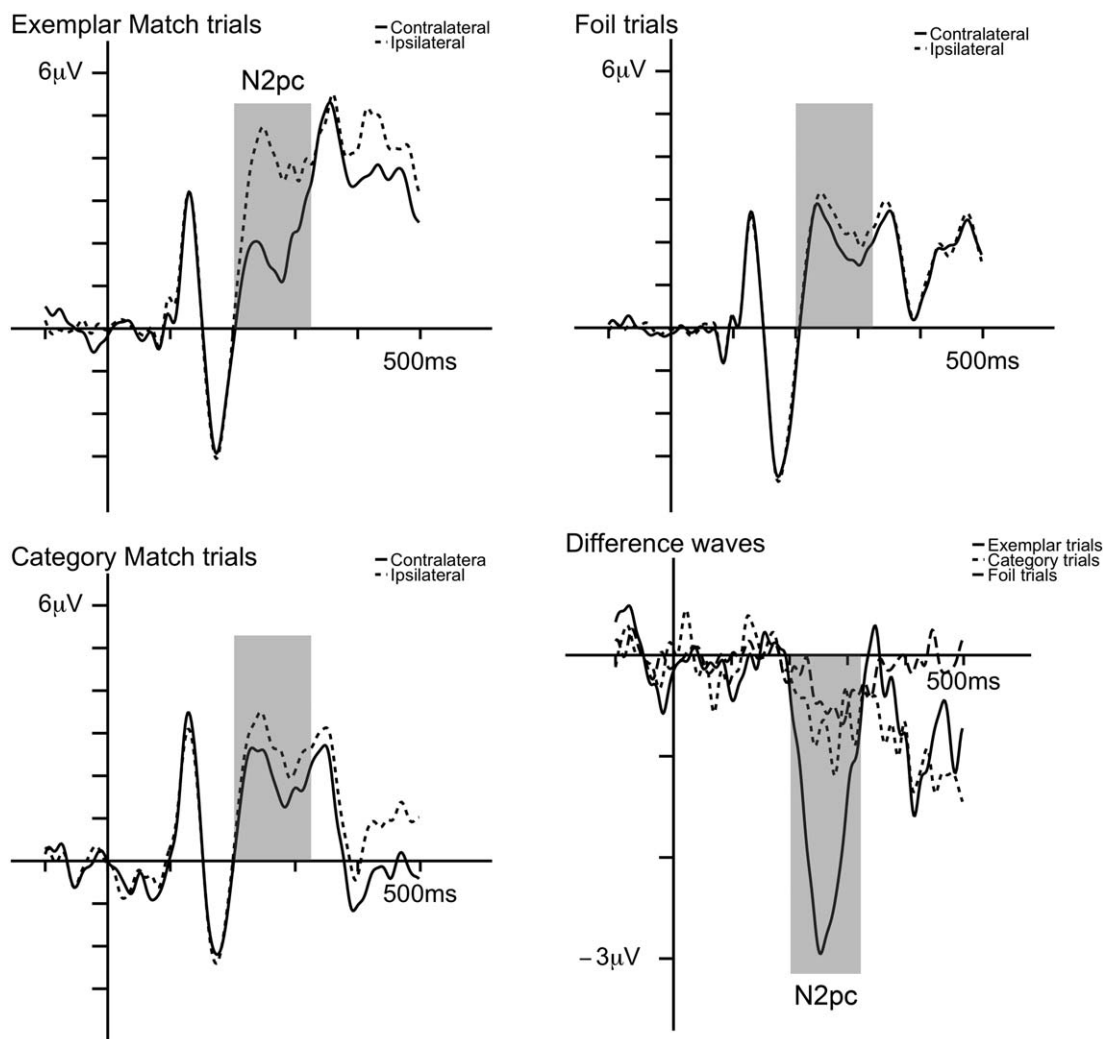 Exemplar Match trials
Contralateral
Ipsilateral
6µV
N2pc
500ms
Foil trials
Contralateral
Ipsilateral
6µV
500ms
Category Match trials
Contralatera
Ipsilateral
6µV
500ms
Difference waves
Exemplar trials
Category trials
Foil trials
500ms
−3µV
N2pc